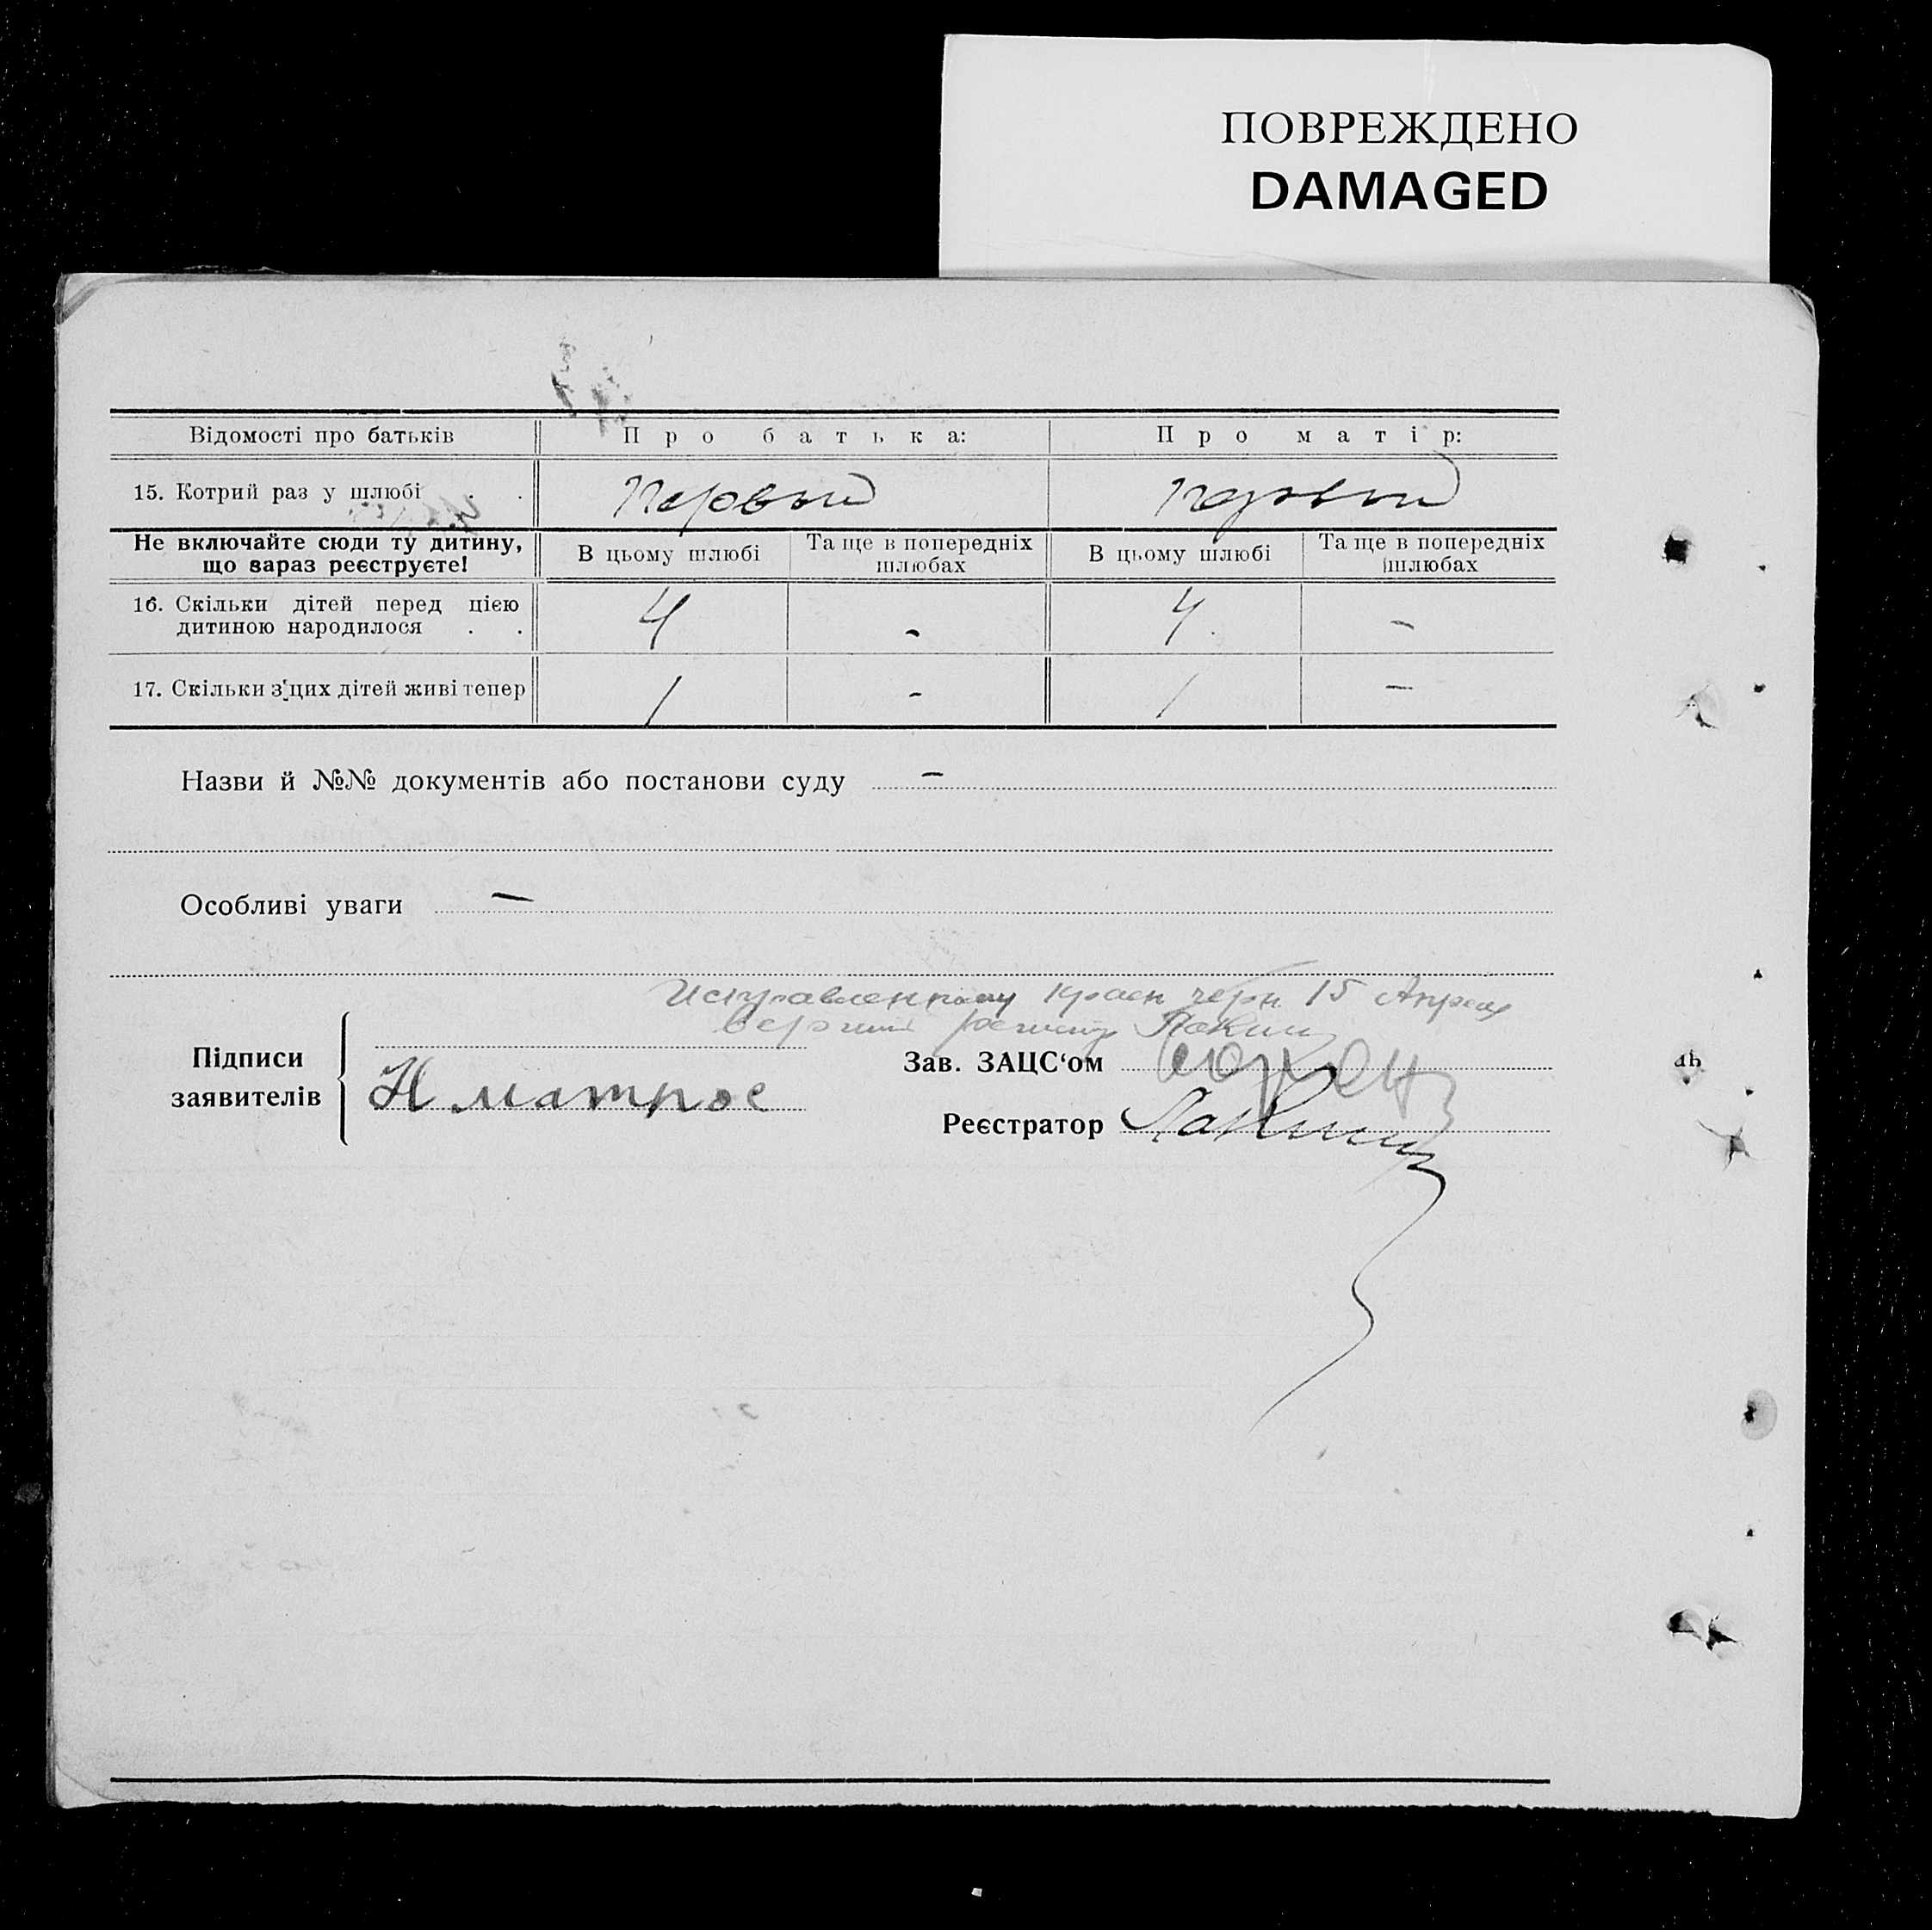 ПОВРЕЖДЕНО
DAMAGED
Відомості про батьків Про батька: Про матір:
15. Котрий раз у шлюбі . . Первый первый
Не включайте сюди ту дитину, що зараз реєструєте! В цьому шлюбі Та ще в попередніх шлюбах В цьому шлюбі Та ще в попередніх шлюбах
16. Скільки дітей перед цією дитиною народилося . . 4 - 4. -
17. Скільки з цих дітей живі тепер 1 - 1 -
Назви й №№ документів або постанови суду —
Особливі уваги —
15 Апреля
Підписи заявителів
Зав. ЗАЦС‘ом
Н матрос
Реєстратор